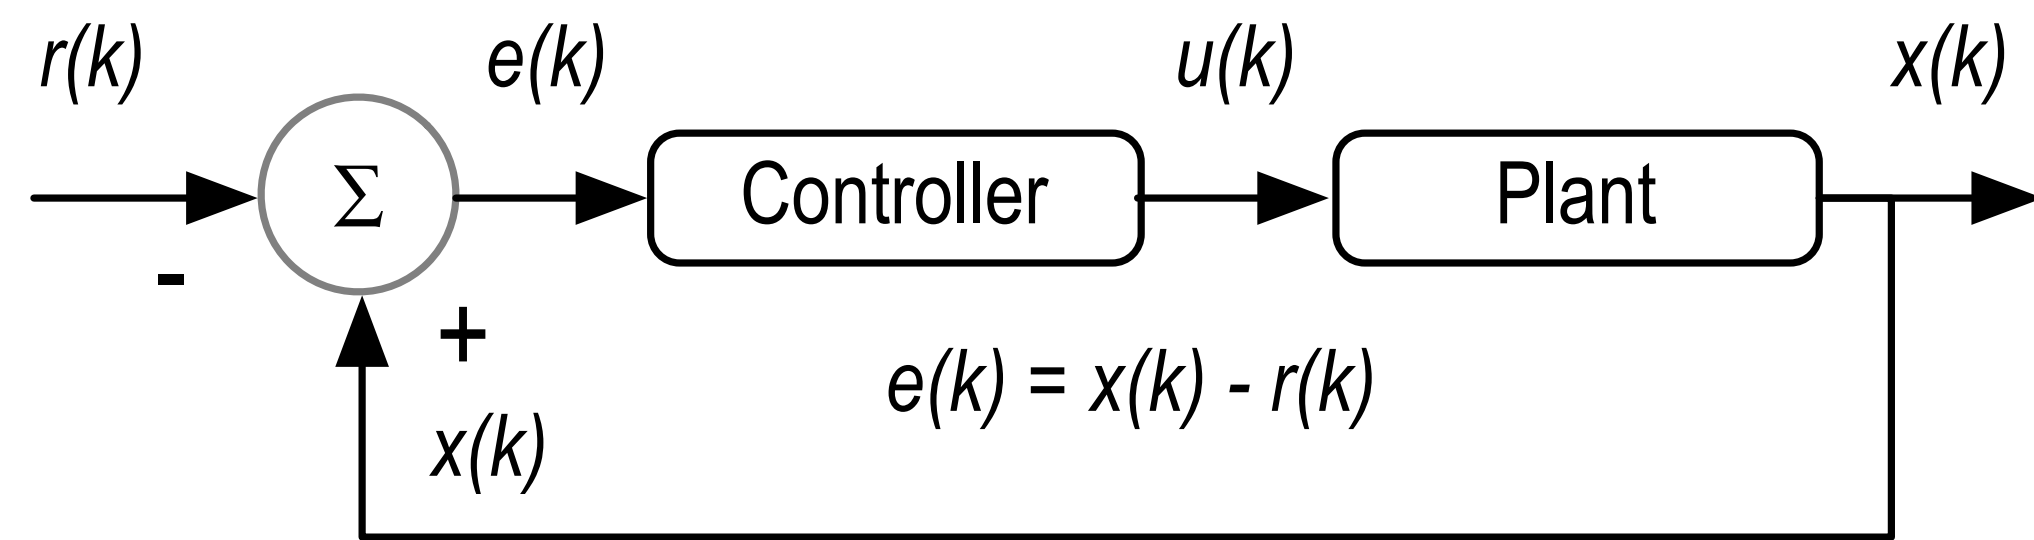 r(k) e(k) u(k) x(k)
Σ Controller Plant
-
+
e(k) = x(k) - r(k)
x(k)